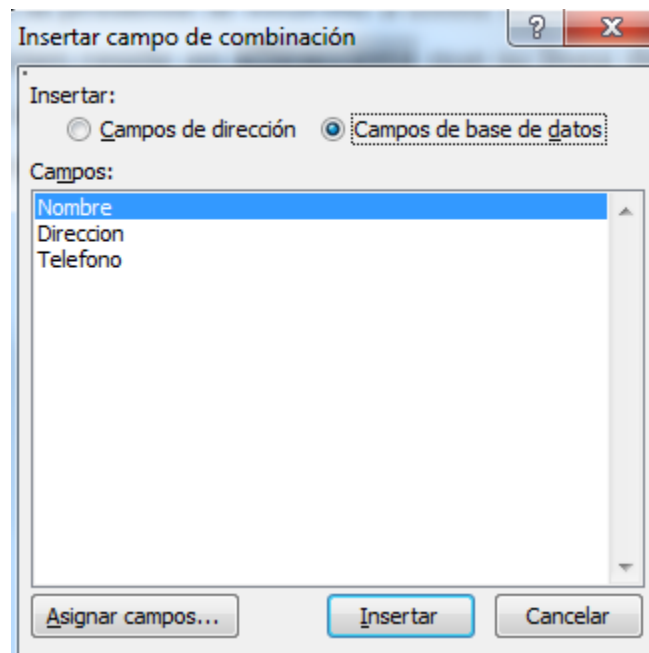 Insertar campo de combinación
?
Insertar:
Campos de dirección Campos de base de datos
Campos:
Nombre
Direccion
Telefono
Asignar campos... Insertar Cancelar